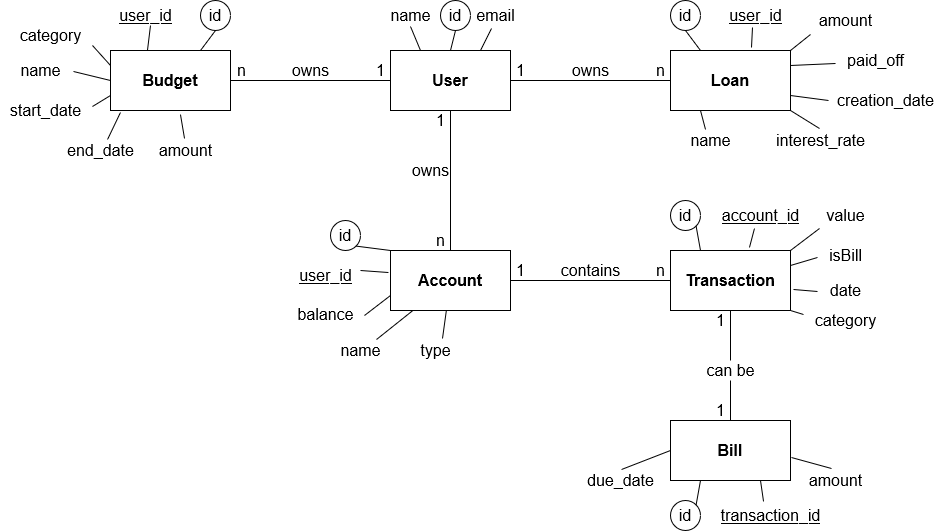 user_id
id
category
name
start_date
end_date
amount
Budget
n
owns
1
name
id
email
User
1
owns
n
id
user_id
amount
paid_off
creation_date
interest_rate
name
Loan
1
owns
n
id
user_id
balance
name
type
Account
1
contains
n
id
account_id
value
isBill
date
category
Transaction
1
can be
1
Bill
due_date
id
transaction_id
amount